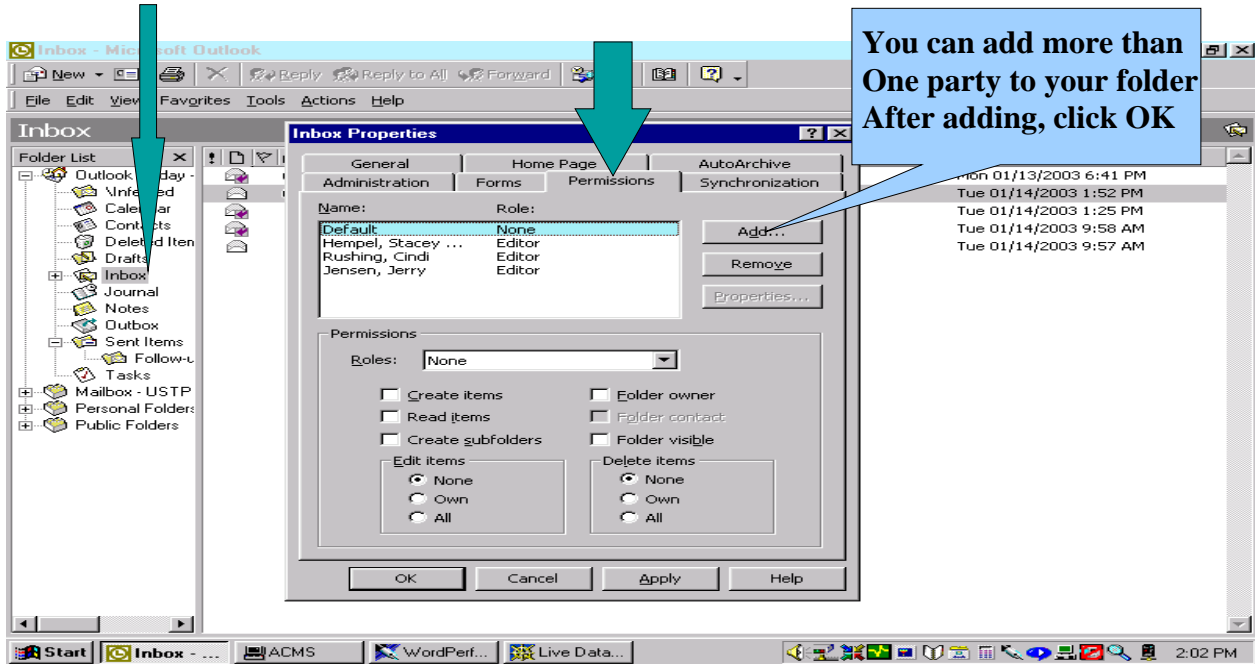 You can add more than
One party to your folder
After adding, click OK
Inbox - Microsoft Outlook
New Reply Reply to All Forward
File Edit View Favorites Tools Actions Help
Inbox
Folder List
Outlook
Calendar
Contacts
Deleted Iten
Drafts
Inbox
Journal
Notes
Outbox
Sent Items
Follow-u
Tasks
Mailbox - USTP
Personal Folders
Public Folders
Inbox Properties
General Home Page AutoArchive
Administration Forms Permissions Synchronization
Name: Role:
Default None
Hempel, Stacey ... Editor
Rushing, Cindi Editor
Jensen, Jerry Editor
Add...
Remove
Properties...
Permissions
Roles: None
Create items Folder owner
Read items Folder contact
Create subfolders Folder visible
Edit items Delete items
None None
Own Own
All All
OK Cancel Apply Help
Mon 01/13/2003 6:41 PM
Tue 01/14/2003 1:52 PM
Tue 01/14/2003 1:25 PM
Tue 01/14/2003 9:58 AM
Tue 01/14/2003 9:57 AM
Start Inbox - ... ACMS WordPerf... Live Data... 2:02 PM